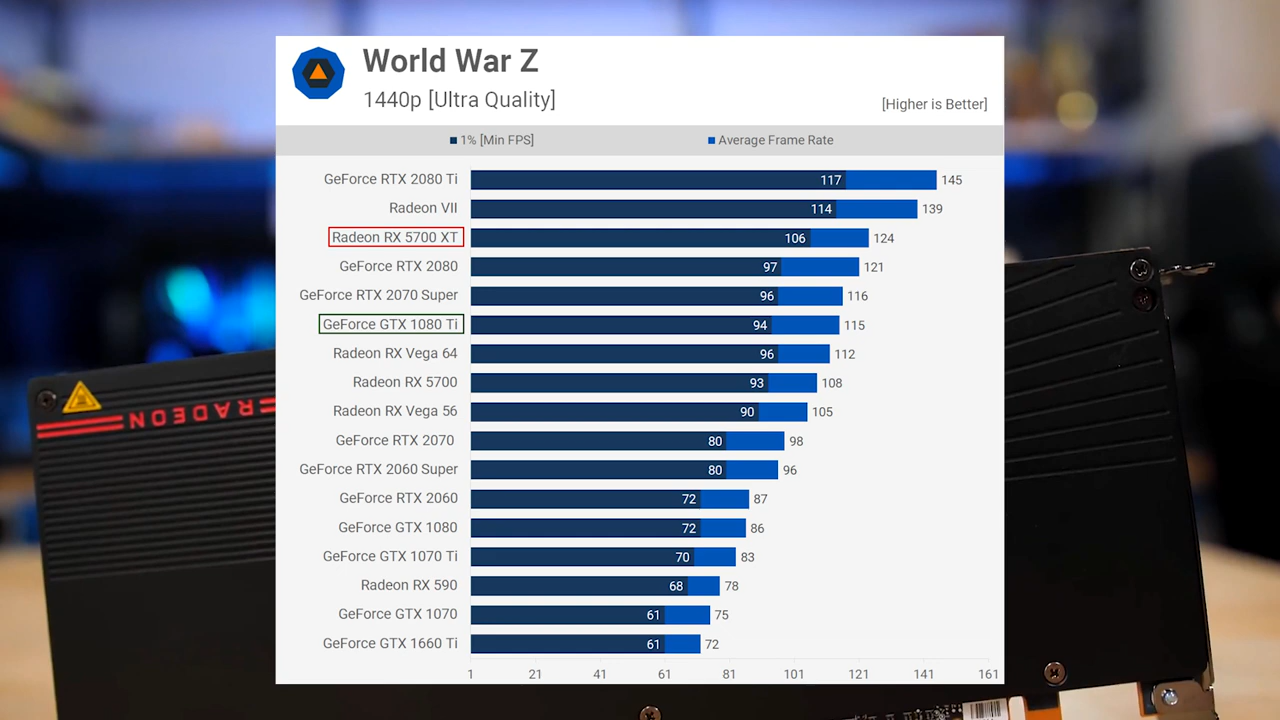 World War Z
1440p [Ultra Quality]
[Higher is Better]
1% [Min FPS] Average Frame Rate
GeForce RTX 2080 Ti 117 145
Radeon VII 114 139
Radeon RX 5700 XT 106 124
GeForce RTX 2080 97 121
GeForce RTX 2070 Super 96 116
GeForce GTX 1080 Ti 94 115
Radeon RX Vega 64 96 112
Radeon RX 5700 93 108
Radeon RX Vega 56 90 105
GeForce RTX 2070 80 98
GeForce RTX 2060 Super 80 96
GeForce RTX 2060 72 87
GeForce GTX 1080 72 86
GeForce GTX 1070 Ti 70 83
Radeon RX 590 68 78
GeForce GTX 1070 61 75
GeForce GTX 1660 Ti 61 72
1 21 41 61 81 101 121 141 161
RADEON